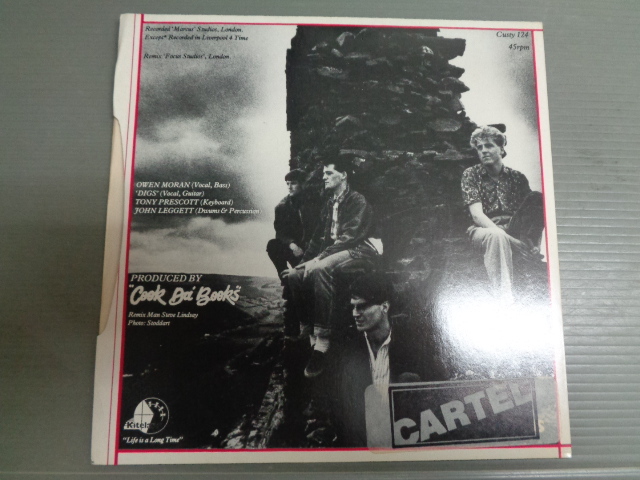 Recorded 'Marcus' Studios, London.
Except* Recorded in Liverpool 4 Time
Remix 'Focus Studios', London
Custy 124
45rpm
OWEN MORAN (Vocal, Bass)
'DIGS' (Vocal, Guitar)
TONY PRESCOTT (Keyboard)
JOHN LEGGETT (Drums & Percussion)
PRODUCED BY
"Cook Da' Books"
Remix Man Steve Lindsay
Photo: Stoddart
Kitel
"Life is a Long Time"
CARTEL